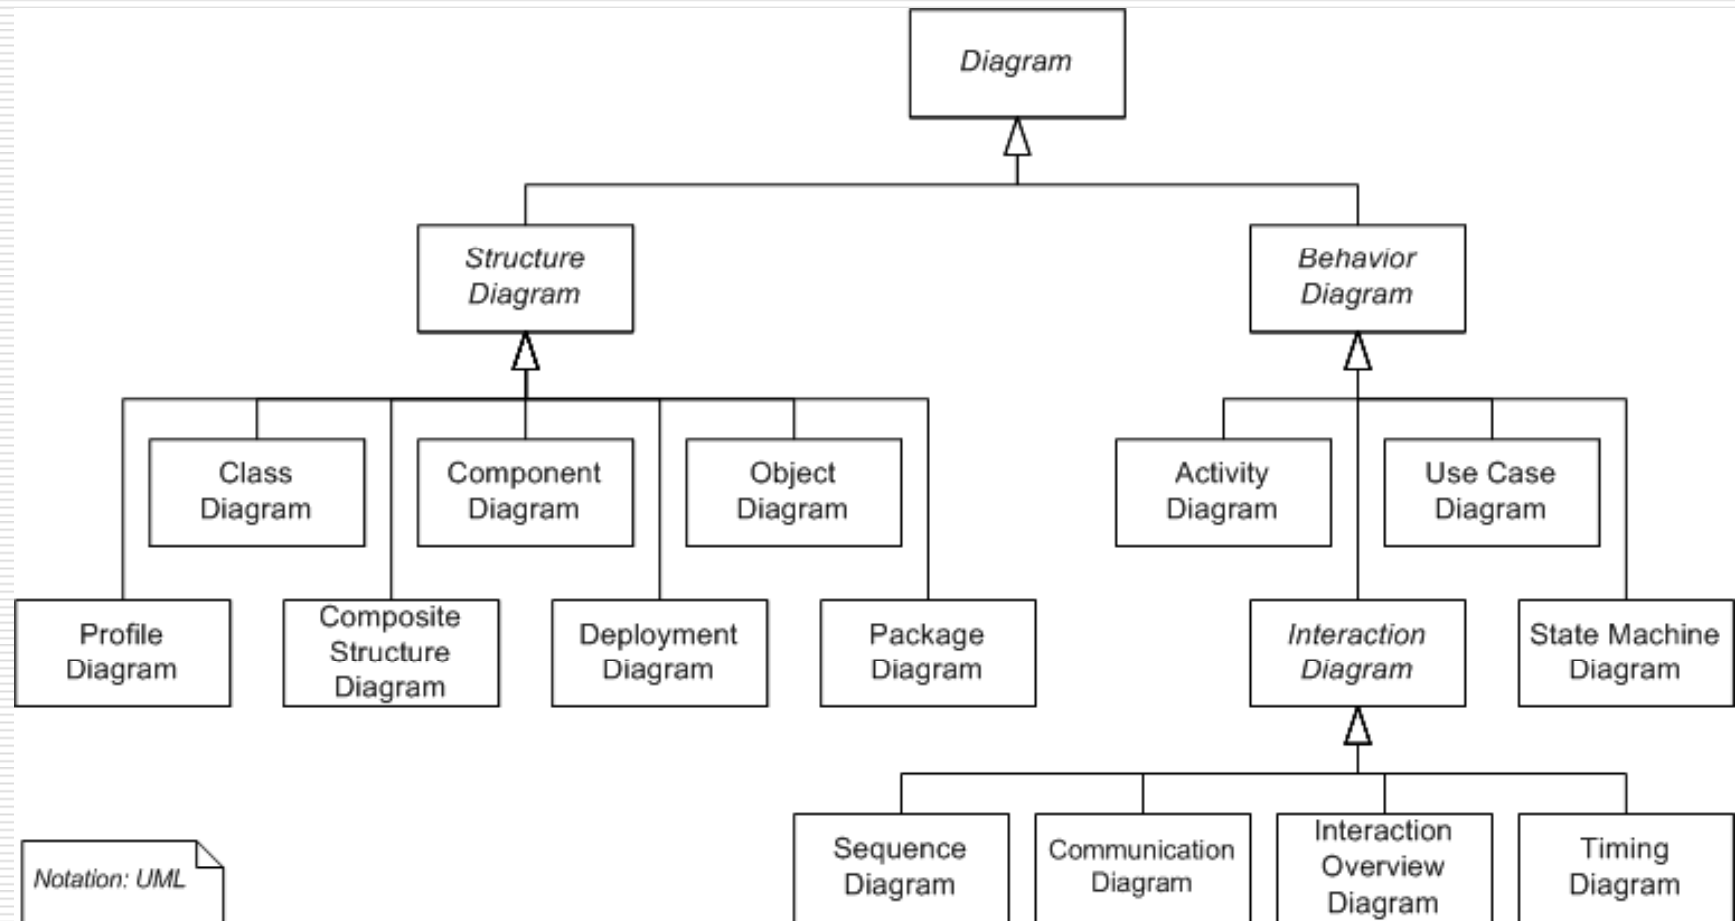 Diagram
Structure
Diagram
Behavior
Diagram
Class
Diagram
Component
Diagram
Object
Diagram
Activity
Diagram
Use Case
Diagram
Profile
Diagram
Composite
Structure
Diagram
Deployment
Diagram
Package
Diagram
Interaction
Diagram
State Machine
Diagram
Sequence
Diagram
Communication
Diagram
Interaction
Overview
Diagram
Timing
Diagram
Notation: UML